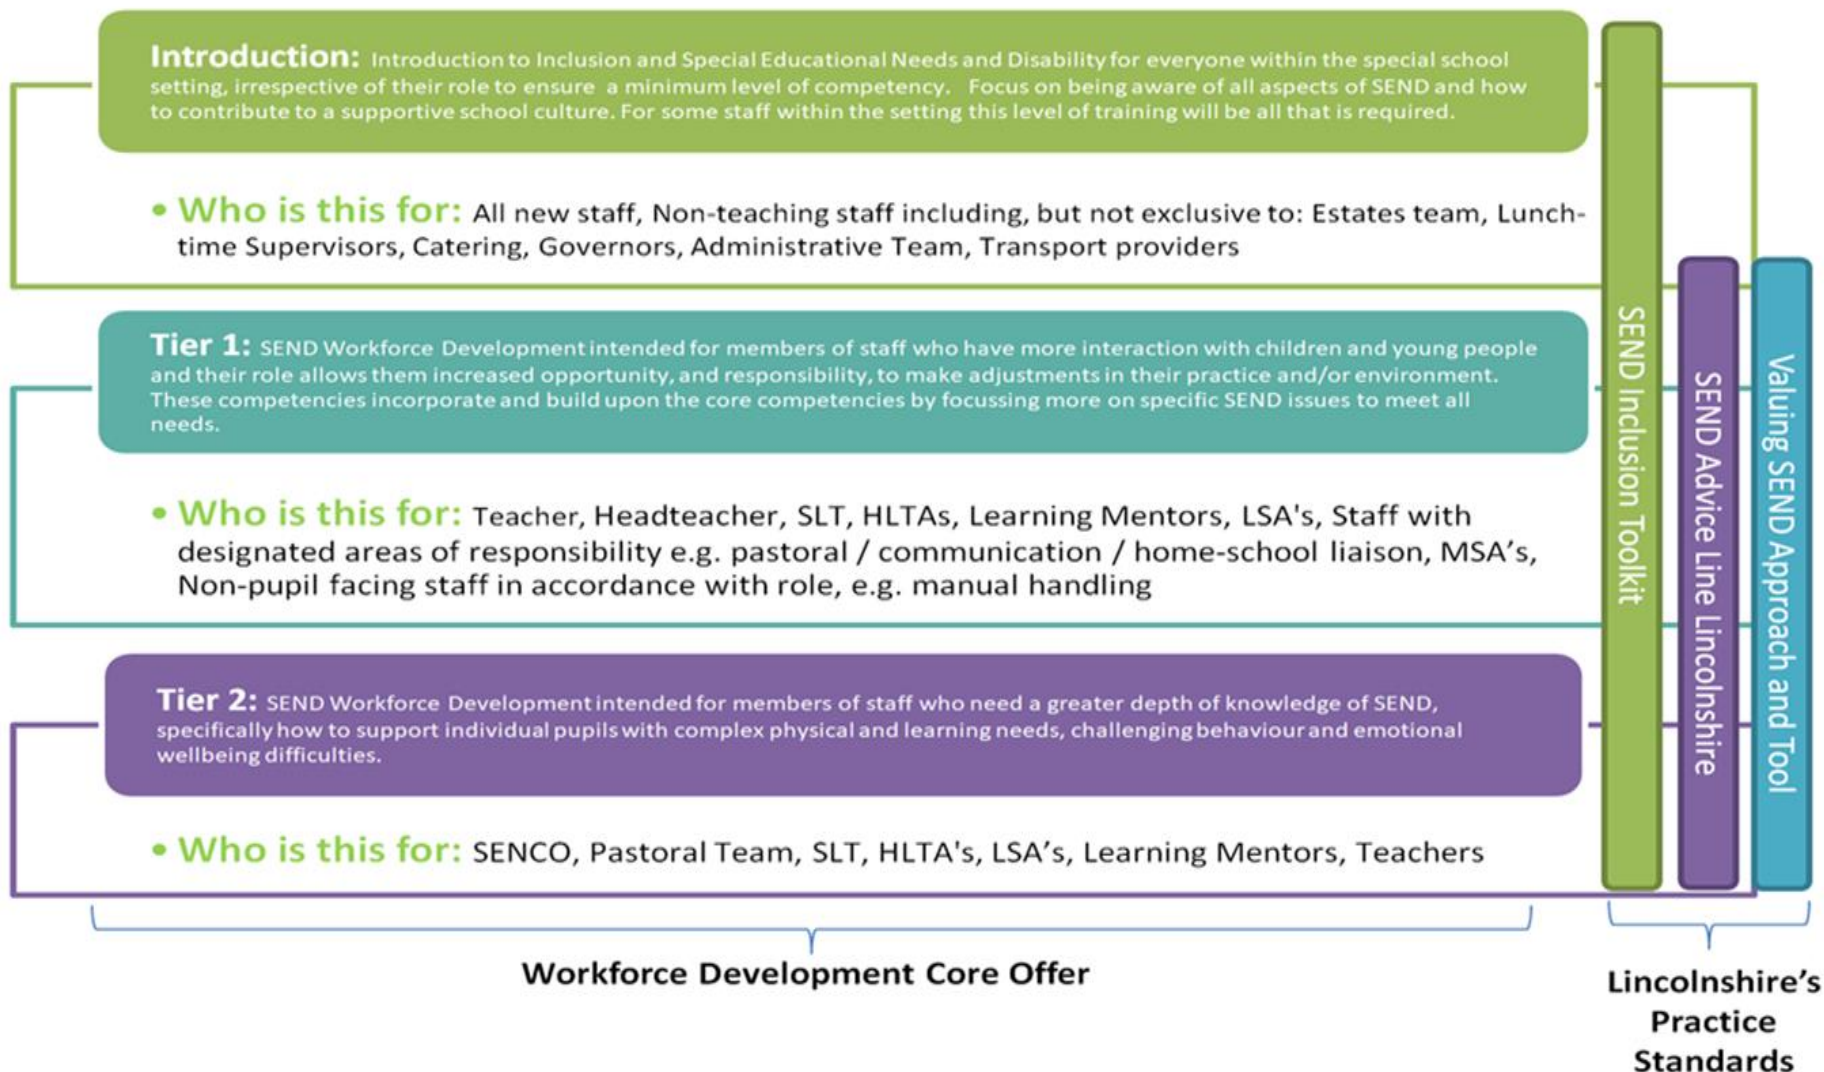 Introduction: Introduction to Inclusion and Special Educational Needs and Disability for everyone within the special school
setting, irrespective of their role to ensure a minimum level of competency. Focus on being aware of all aspects of SEND and how
to contribute to a supportive school culture. For some staff within the setting this level of training will be all that is required.
• Who is this for: All new staff, Non-teaching staff including, but not exclusive to: Estates team, Lunch-
time Supervisors, Catering, Governors, Administrative Team, Transport providers
Tier 1: SEND Workforce Development intended for members of staff who have more interaction with children and young people
and their role allows them increased opportunity, and responsibility, to make adjustments in their practice and/or environment.
These competencies incorporate and build upon the core competencies by focussing more on specific SEND issues to meet all
needs.
• Who is this for: Teacher, Headteacher, SLT, HLTAs, Learning Mentors, LSA's, Staff with
designated areas of responsibility e.g. pastoral / communication / home-school liaison, MSA’s,
Non-pupil facing staff in accordance with role, e.g. manual handling
Tier 2: SEND Workforce Development intended for members of staff who need a greater depth of knowledge of SEND,
specifically how to support individual pupils with complex physical and learning needs, challenging behaviour and emotional
wellbeing difficulties.
• Who is this for: SENCO, Pastoral Team, SLT, HLTA's, LSA’s, Learning Mentors, Teachers
SEND Inclusion Toolkit
SEND Advice Line Lincolnshire
Valuing SEND Approach and Tool
Workforce Development Core Offer
Lincolnshire’s
Practice
Standards